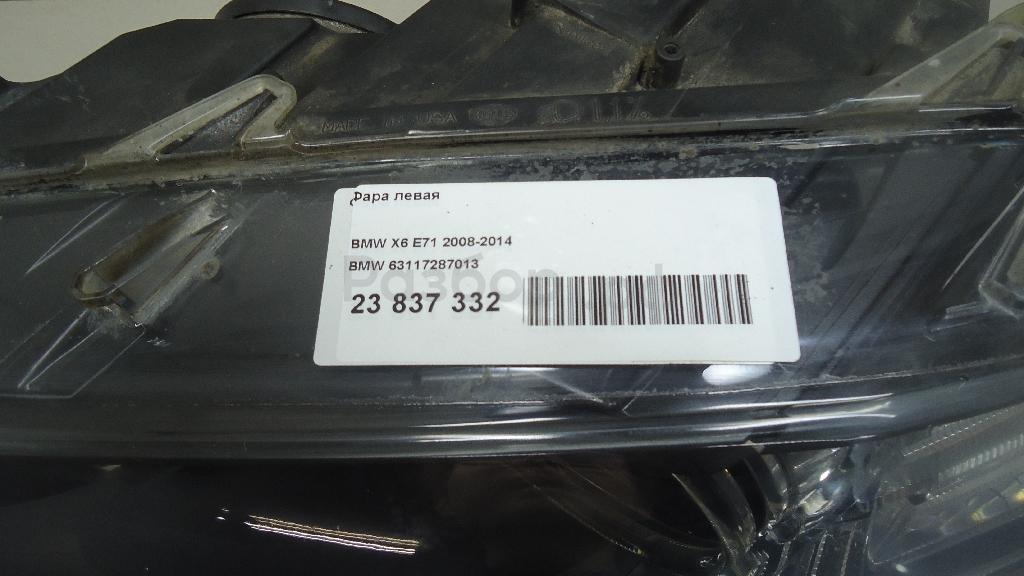 MADE IN USA
Фара левая
BMW X6 E71 2008-2014
BMW 63117287013
23 837 332